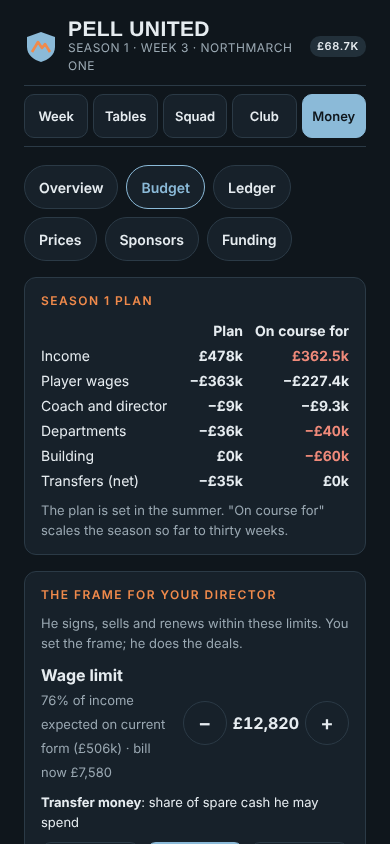 PELL UNITED
SEASON 1 · WEEK 3 · NORTHMARCH
ONE
£68.7K
Week Tables Squad Club Money
Overview Budget Ledger
Prices Sponsors Funding
SEASON 1 PLAN
Plan On course for
Income £478k £362.5k
Player wages −£363k −£227.4k
Coach and director −£9k −£9.3k
Departments −£36k −£40k
Building £0k −£60k
Transfers (net) −£35k £0k
The plan is set in the summer. "On course for"
scales the season so far to thirty weeks.
THE FRAME FOR YOUR DIRECTOR
He signs, sells and renews within these limits. You
set the frame; he does the deals.
Wage limit
76% of income
expected on current
form (£506k) · bill
now £7,580
− £12,820 +
Transfer money: share of spare cash he may
spend